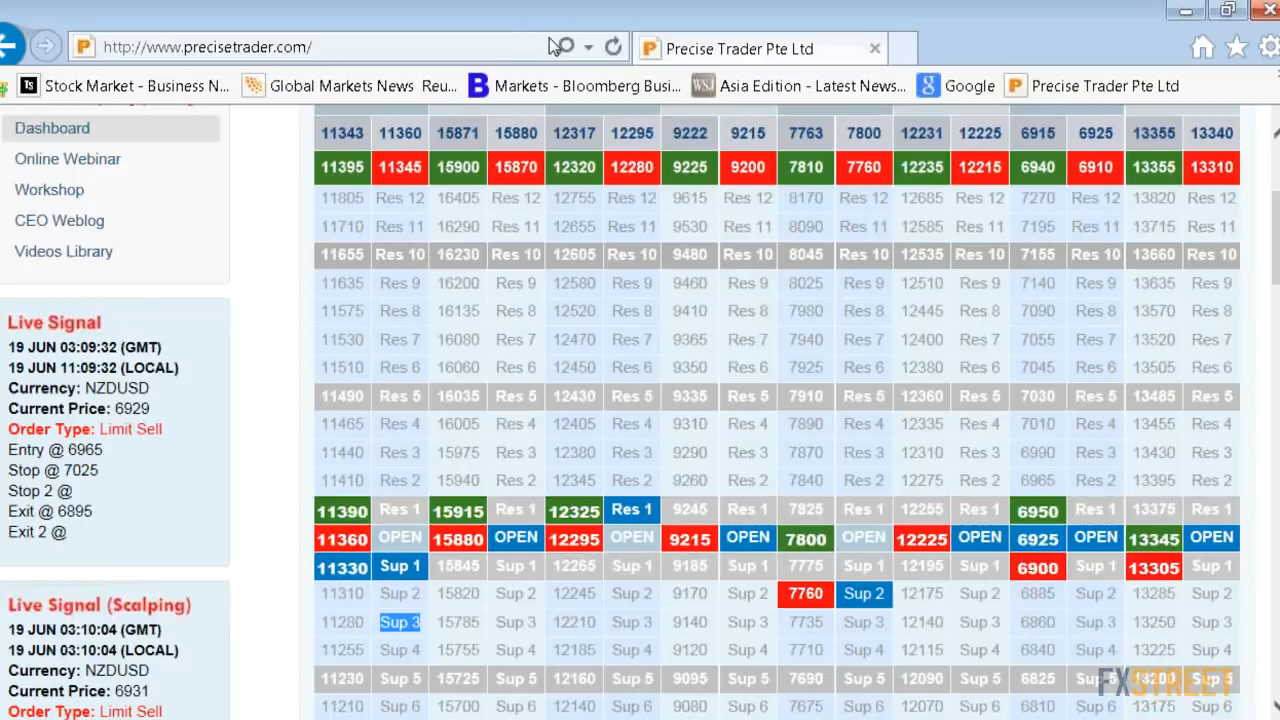 http://www.precisetrader.com/
Precise Trader Pte Ltd
Stock Market - Business N...
Global Markets News Reu...
Markets - Bloomberg Busi...
Asia Edition - Latest News...
Google
Precise Trader Pte Ltd
Dashboard
Online Webinar
Workshop
CEO Weblog
Videos Library
Live Signal
19 JUN 03:09:32 (GMT)
19 JUN 11:09:32 (LOCAL)
Currency: NZDUSD
Current Price: 6929
Order Type: Limit Sell
Entry @ 6965
Stop @ 7025
Stop 2 @
Exit @ 6895
Exit 2 @
Live Signal (Scalping)
19 JUN 03:10:04 (GMT)
19 JUN 03:10:04 (LOCAL)
Currency: NZDUSD
Current Price: 6931
Order Type: Limit Sell
11343 11360 15871 15880 12317 12295 9222 9215 7763 7800 12231 12225 6915 6925 13355 13340
11395 11345 15900 15870 12320 12280 9225 9200 7810 7760 12235 12215 6940 6910 13355 13310
11805 Res 12 16405 Res 12 12755 Res 12 9615 Res 12 8170 Res 12 12685 Res 12 7270 Res 12 13820 Res 12
11710 Res 11 16290 Res 11 12655 Res 11 9530 Res 11 8090 Res 11 12585 Res 11 7195 Res 11 13715 Res 11
11655 Res 10 16230 Res 10 12605 Res 10 9480 Res 10 8045 Res 10 12535 Res 10 7155 Res 10 13660 Res 10
11635 Res 9 16200 Res 9 12580 Res 9 9460 Res 9 8025 Res 9 12510 Res 9 7140 Res 9 13635 Res 9
11575 Res 8 16135 Res 8 12520 Res 8 9410 Res 8 7980 Res 8 12445 Res 8 7090 Res 8 13570 Res 8
11530 Res 7 16080 Res 7 12470 Res 7 9365 Res 7 7940 Res 7 12400 Res 7 7055 Res 7 13520 Res 7
11510 Res 6 16060 Res 6 12450 Res 6 9350 Res 6 7925 Res 6 12380 Res 6 7045 Res 6 13505 Res 6
11490 Res 5 16035 Res 5 12430 Res 5 9335 Res 5 7910 Res 5 12360 Res 5 7030 Res 5 13485 Res 5
11465 Res 4 16005 Res 4 12405 Res 4 9310 Res 4 7890 Res 4 12335 Res 4 7010 Res 4 13455 Res 4
11440 Res 3 15975 Res 3 12380 Res 3 9290 Res 3 7870 Res 3 12310 Res 3 6990 Res 3 13430 Res 3
11410 Res 2 15940 Res 2 12345 Res 2 9260 Res 2 7840 Res 2 12275 Res 2 6965 Res 2 13400 Res 2
11390 Res 1 15915 Res 1 12325 Res 1 9245 Res 1 7825 Res 1 12255 Res 1 6950 Res 1 13375 Res 1
11360 OPEN 15880 OPEN 12295 OPEN 9215 OPEN 7800 OPEN 12225 OPEN 6925 OPEN 13345 OPEN
11330 Sup 1 15845 Sup 1 12265 Sup 1 9185 Sup 1 7775 Sup 1 12195 Sup 1 6900 Sup 1 13305 Sup 1
11310 Sup 2 15820 Sup 2 12245 Sup 2 9170 Sup 2 7760 Sup 2 12175 Sup 2 6885 Sup 2 13285 Sup 2
11280 Sup 3 15785 Sup 3 12210 Sup 3 9140 Sup 3 7735 Sup 3 12140 Sup 3 6860 Sup 3 13250 Sup 3
11255 Sup 4 15755 Sup 4 12185 Sup 4 9120 Sup 4 7710 Sup 4 12115 Sup 4 6840 Sup 4 13225 Sup 4
11230 Sup 5 15725 Sup 5 12160 Sup 5 9095 Sup 5 7690 Sup 5 12090 Sup 5 6825 Sup 5 13200 Sup 5
11210 Sup 6 15700 Sup 6 12140 Sup 6 9080 Sup 6 7675 Sup 6 12070 Sup 6 6810 Sup 6 13175 Sup 6
FXSTREET